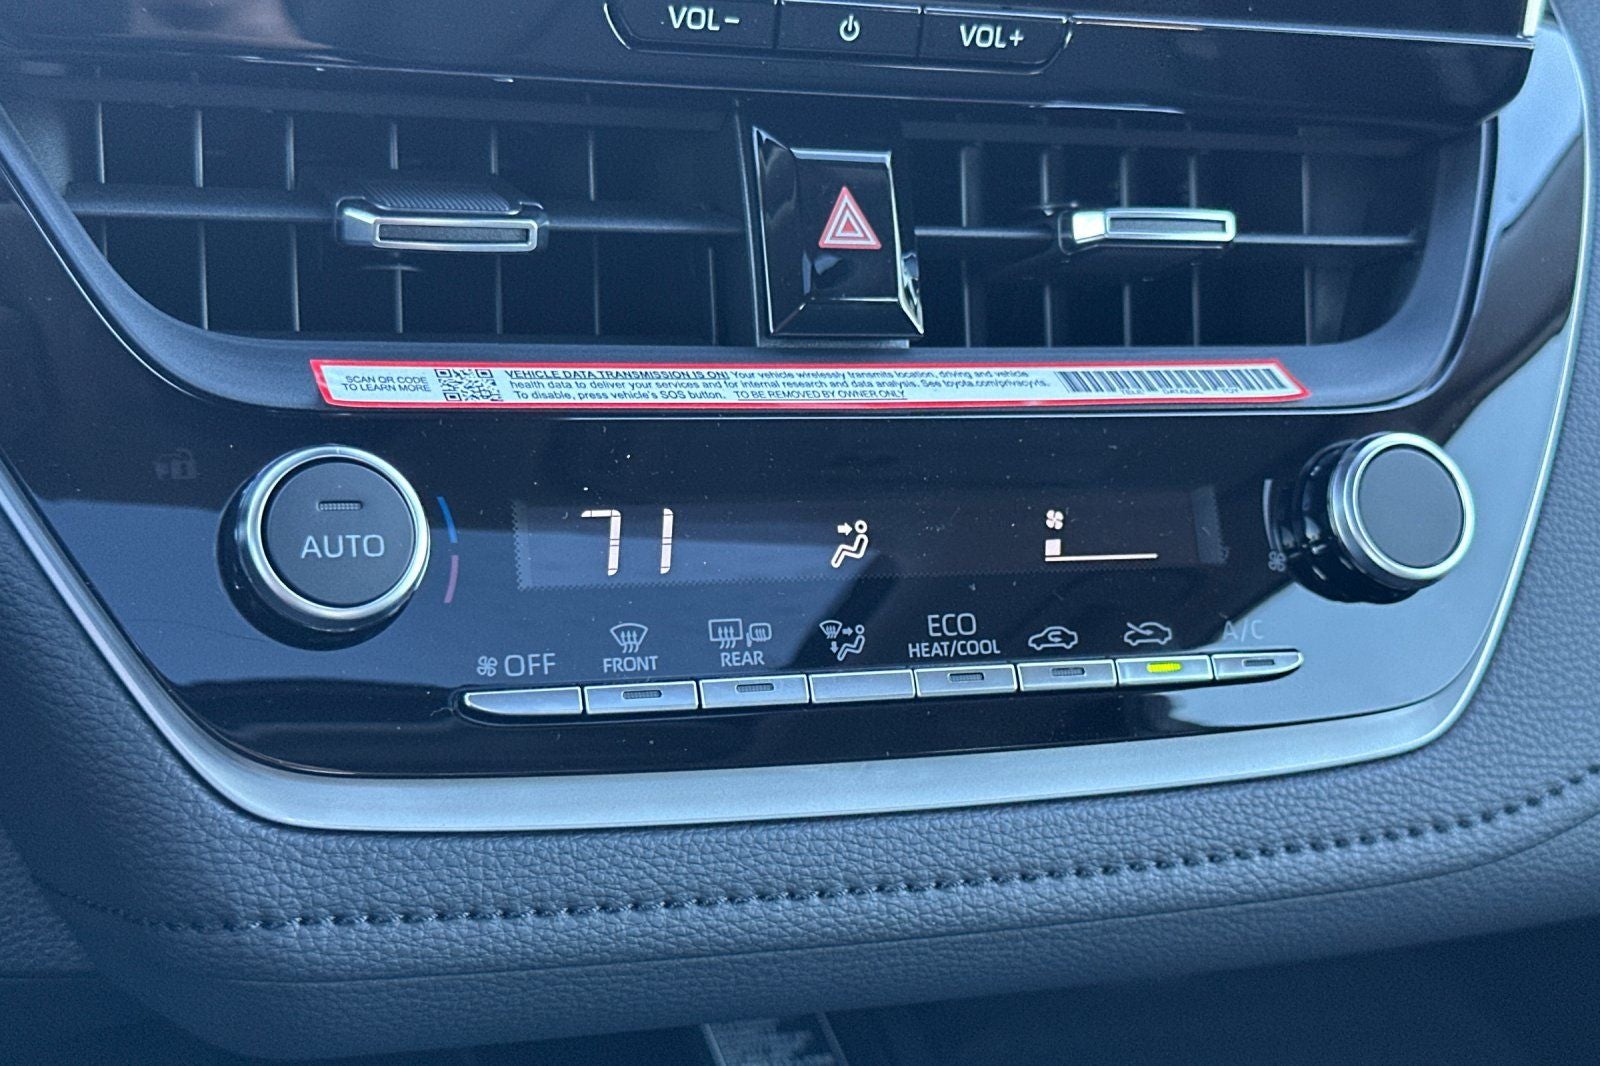 VOL-
VOL+
SCAN QR CODE
TO LEARN MORE
VEHICLE DATA TRANSMISSION IS ON! Your vehicle wirelessly transmits location, driving and vehicle
health data to deliver your services and for internal research and data analysis. See toyota.com/privacyvts.
To disable, press vehicle's SOS button. TO BE REMOVED BY OWNER ONLY
AUTO
71
OFF
FRONT
REAR
ECO
HEAT/COOL
A/C